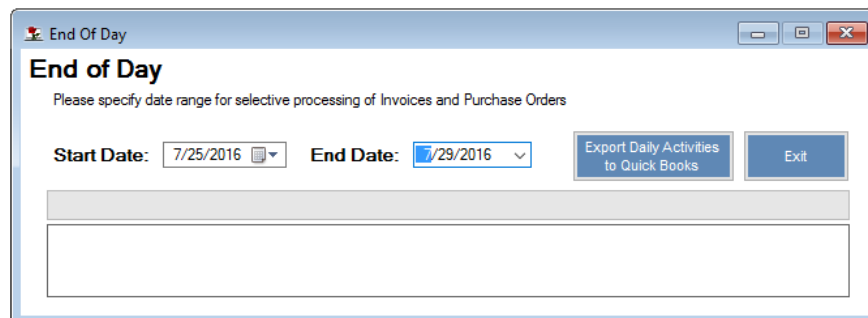 End Of Day
End of Day
Please specify date range for selective processing of Invoices and Purchase Orders
Start Date: 7/25/2016 End Date: 7/29/2016
Export Daily Activities
to Quick Books
Exit